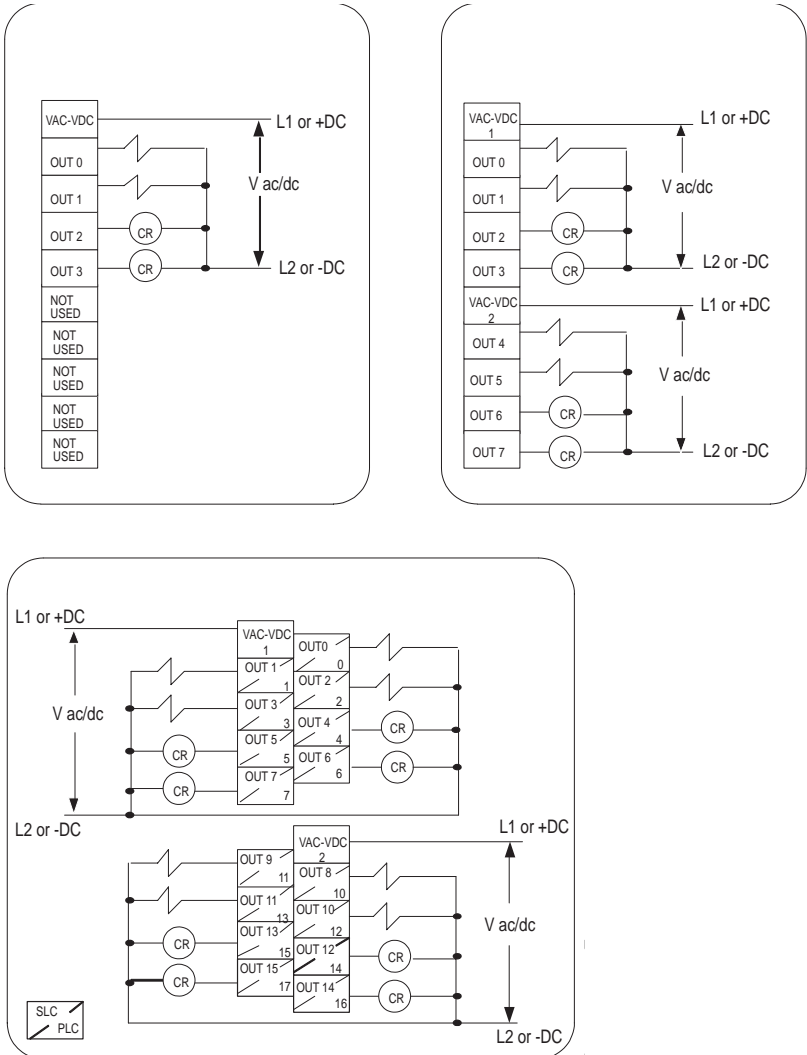 VAC-VDC
L1 or +DC
OUT 0
V ac/dc
OUT 1
OUT 2
CR
OUT 3
CR
L2 or -DC
NOT
USED
NOT
USED
NOT
USED
NOT
USED
NOT
USED
VAC-VDC
1
L1 or +DC
OUT 0
OUT 1
V ac/dc
OUT 2
CR
OUT 3
CR
L2 or -DC
VAC-VDC
2
L1 or +DC
OUT 4
OUT 5
V ac/dc
OUT 6
CR
OUT 7
CR
L2 or -DC
L1 or +DC
V ac/dc
L2 or -DC
VAC-VDC
1
OUT0
0
OUT 1
1
OUT 2
2
OUT 3
3
OUT 4
4
CR
CR
OUT 5
5
OUT 6
6
CR
CR
OUT 7
7
L1 or +DC
VAC-VDC
2
OUT 9
11
OUT 8
10
OUT 11
13
OUT 10
12
V ac/dc
CR
OUT 13
15
OUT 12
14
CR
CR
OUT 15
17
OUT 14
16
CR
SLC
PLC
L2 or -DC